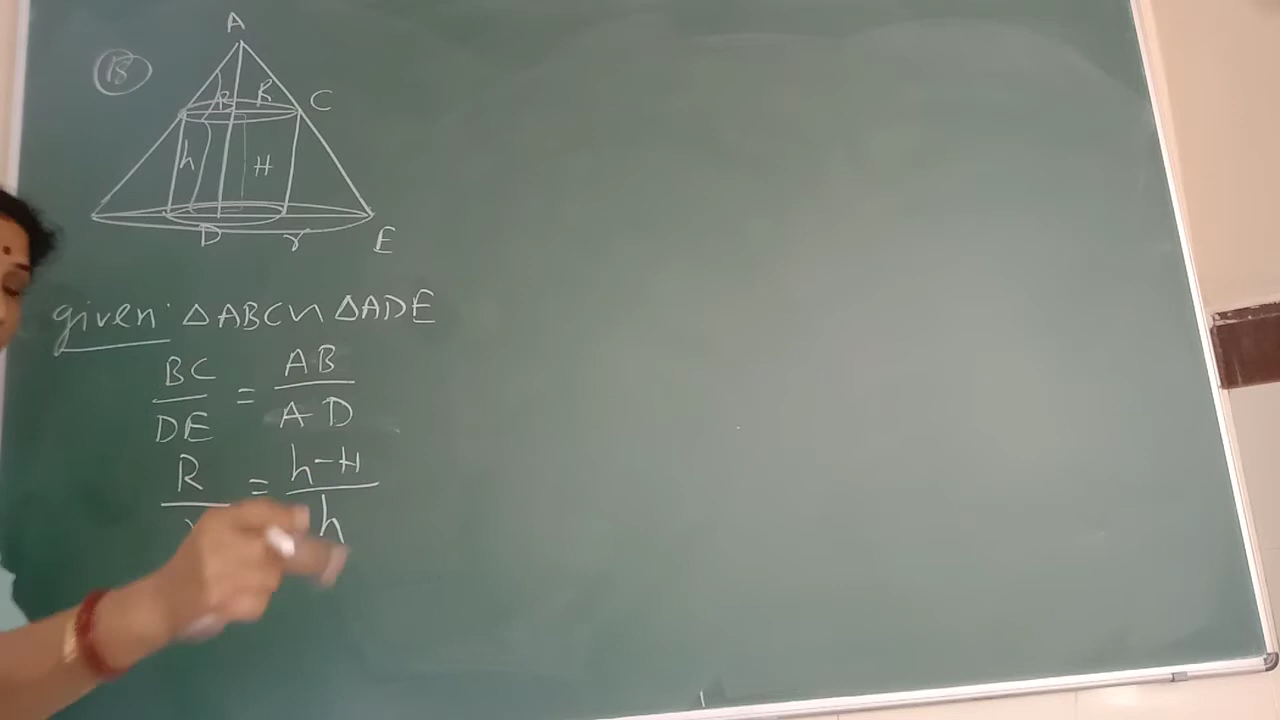 A
18
B R C
h H
D r E
given: △ABC ∼ △ADE
BC/DE = AB/AD
R/ = h-H/h